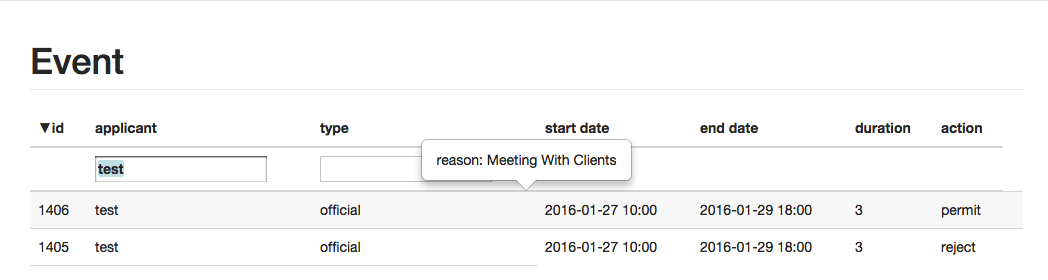 Event
▼id applicant type start date end date duration action
test
reason: Meeting With Clients
1406 test official 2016-01-27 10:00 2016-01-29 18:00 3 permit
1405 test official 2016-01-27 10:00 2016-01-29 18:00 3 reject